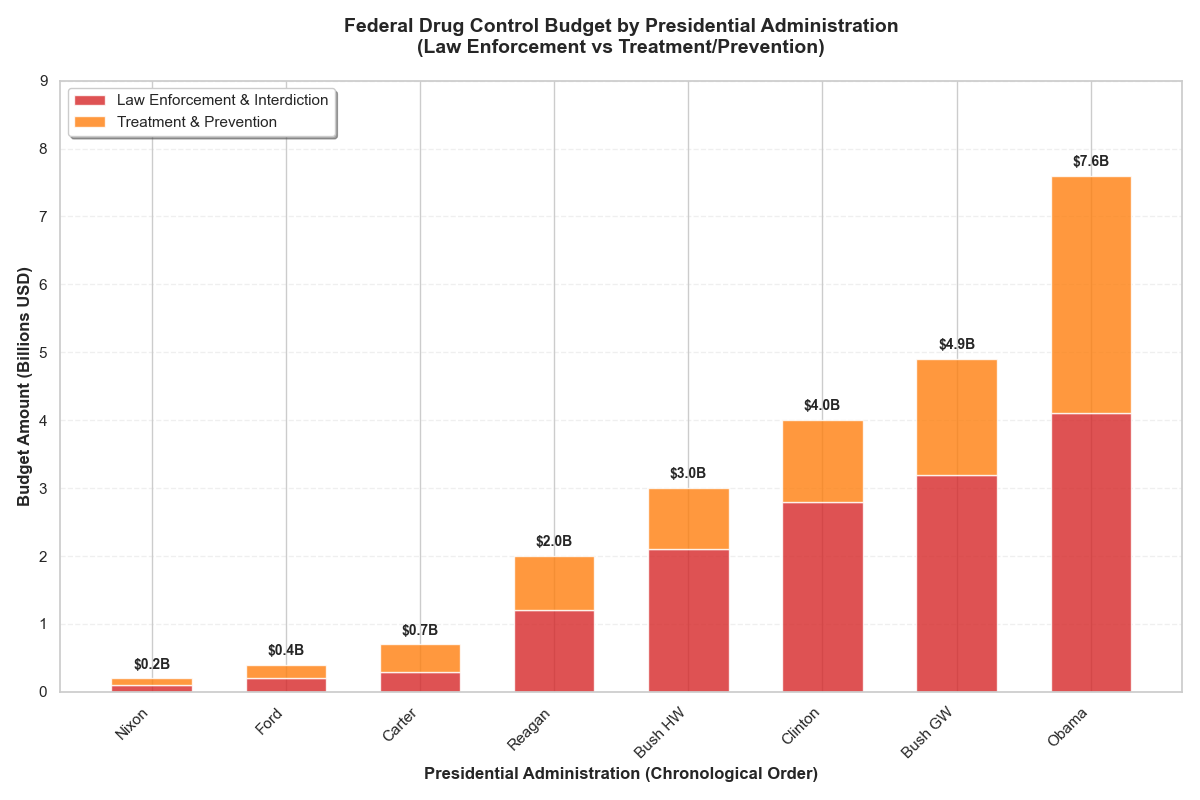 Federal Drug Control Budget by Presidential Administration
(Law Enforcement vs Treatment/Prevention)
Law Enforcement & Interdiction
Treatment & Prevention
Budget Amount (Billions USD)
9
8
7
6
5
4
3
2
1
0
$0.2B
$0.4B
$0.7B
$2.0B
$3.0B
$4.0B
$4.9B
$7.6B
Nixon
Ford
Carter
Reagan
Bush HW
Clinton
Bush GW
Obama
Presidential Administration (Chronological Order)